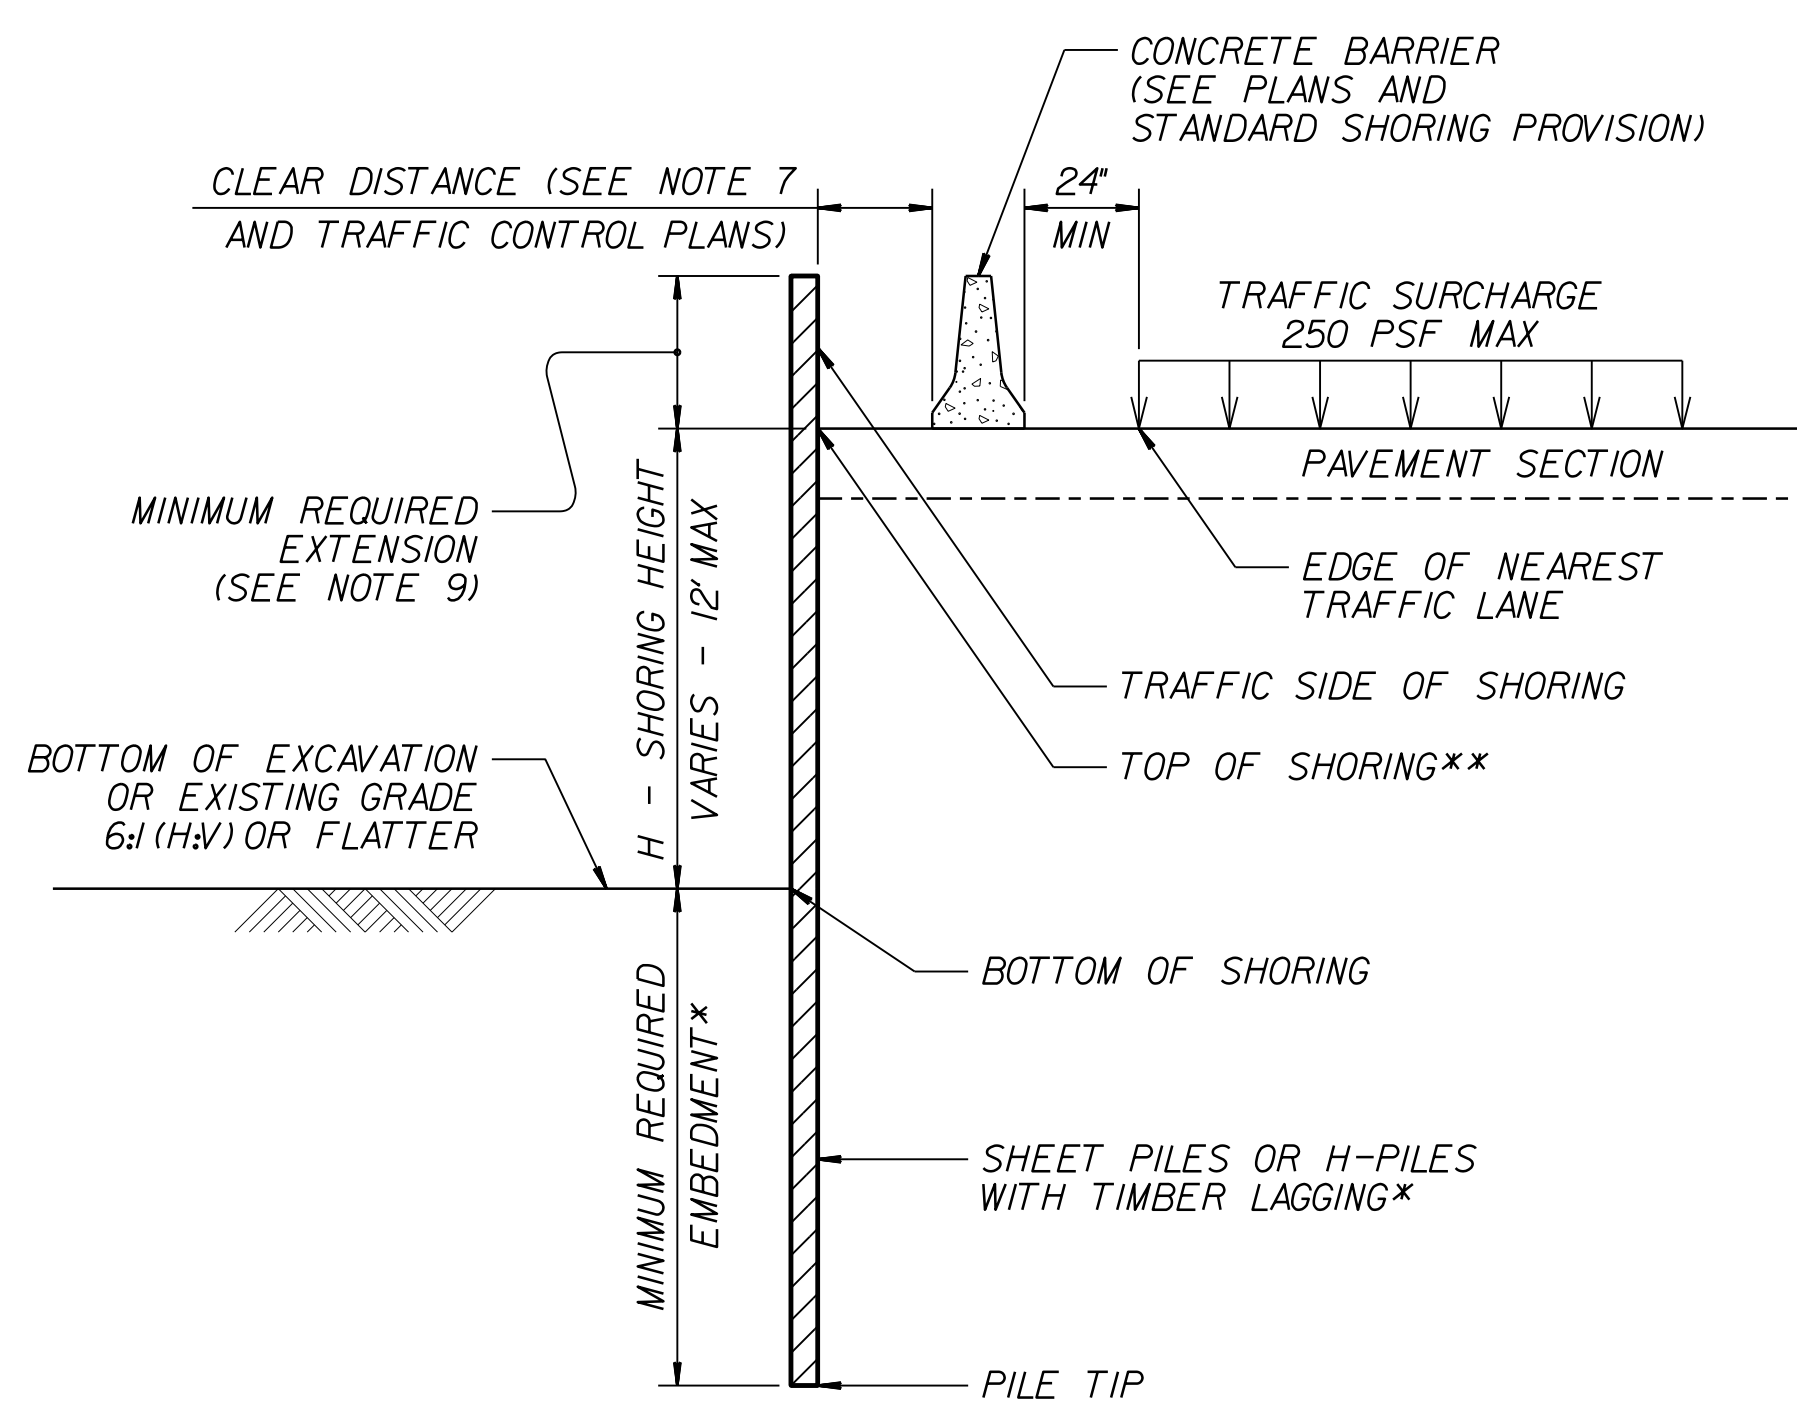 CONCRETE BARRIER
(SEE PLANS AND
STANDARD SHORING PROVISION)
CLEAR DISTANCE (SEE NOTE 7
AND TRAFFIC CONTROL PLANS)
24"
MIN
TRAFFIC SURCHARGE
250 PSF MAX
PAVEMENT SECTION
MINIMUM REQUIRED
EXTENSION
(SEE NOTE 9)
H - SHORING HEIGHT
VARIES - 12' MAX
EDGE OF NEAREST
TRAFFIC LANE
TRAFFIC SIDE OF SHORING
TOP OF SHORING**
BOTTOM OF EXCAVATION
OR EXISTING GRADE
6:1 (H:V) OR FLATTER
BOTTOM OF SHORING
MINIMUM REQUIRED
EMBEDMENT*
SHEET PILES OR H-PILES
WITH TIMBER LAGGING*
PILE TIP